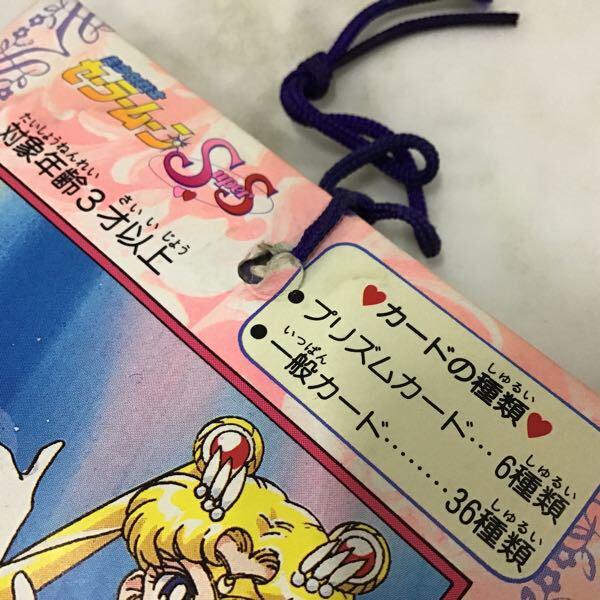 美少女戦士
セーラームーン
SuperS
たいしょうねんれい さいいじょう
対象年齢3才以上
♥カードの種類♥
しゅるい
●プリズムカード…6種類
しゅるい
いっぱん
●一般カード………36種類
しゅるい